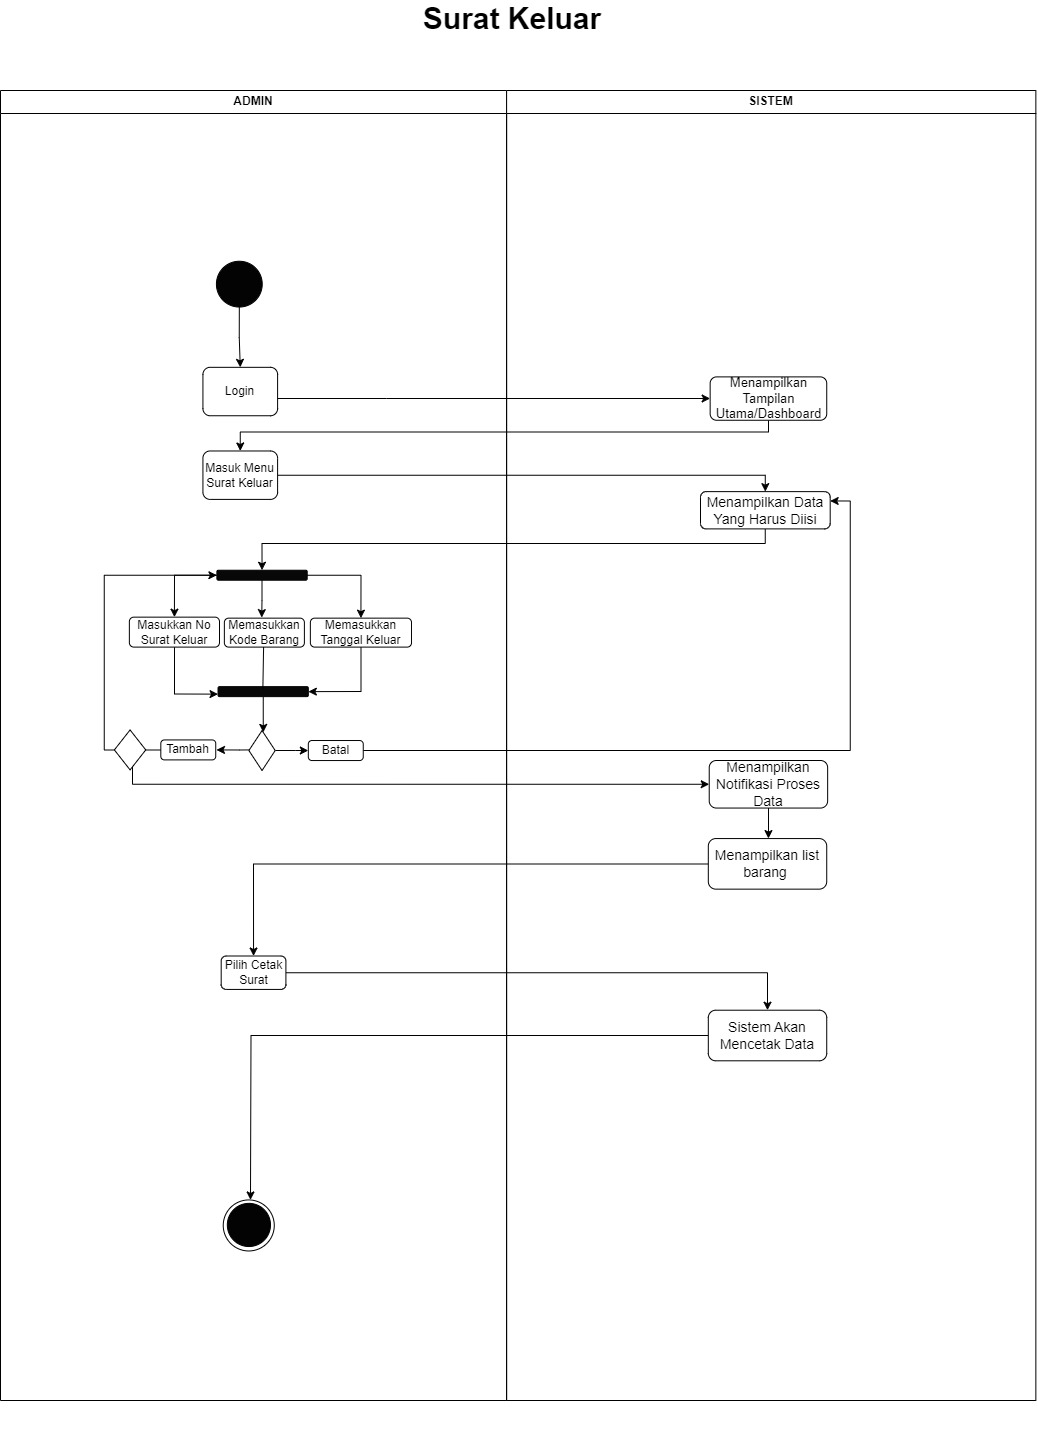 Surat Keluar
ADMIN
SISTEM
Login
Menampilkan
Tampilan
Utama/Dashboard
Masuk Menu
Surat Keluar
Menampilkan Data
Yang Harus Diisi
Masukkan No
Surat Keluar
Memasukkan
Kode Barang
Memasukkan
Tanggal Keluar
Tambah
Batal
Menampilkan
Notifikasi Proses
Data
Menampilkan list
barang
Pilih Cetak
Surat
Sistem Akan
Mencetak Data